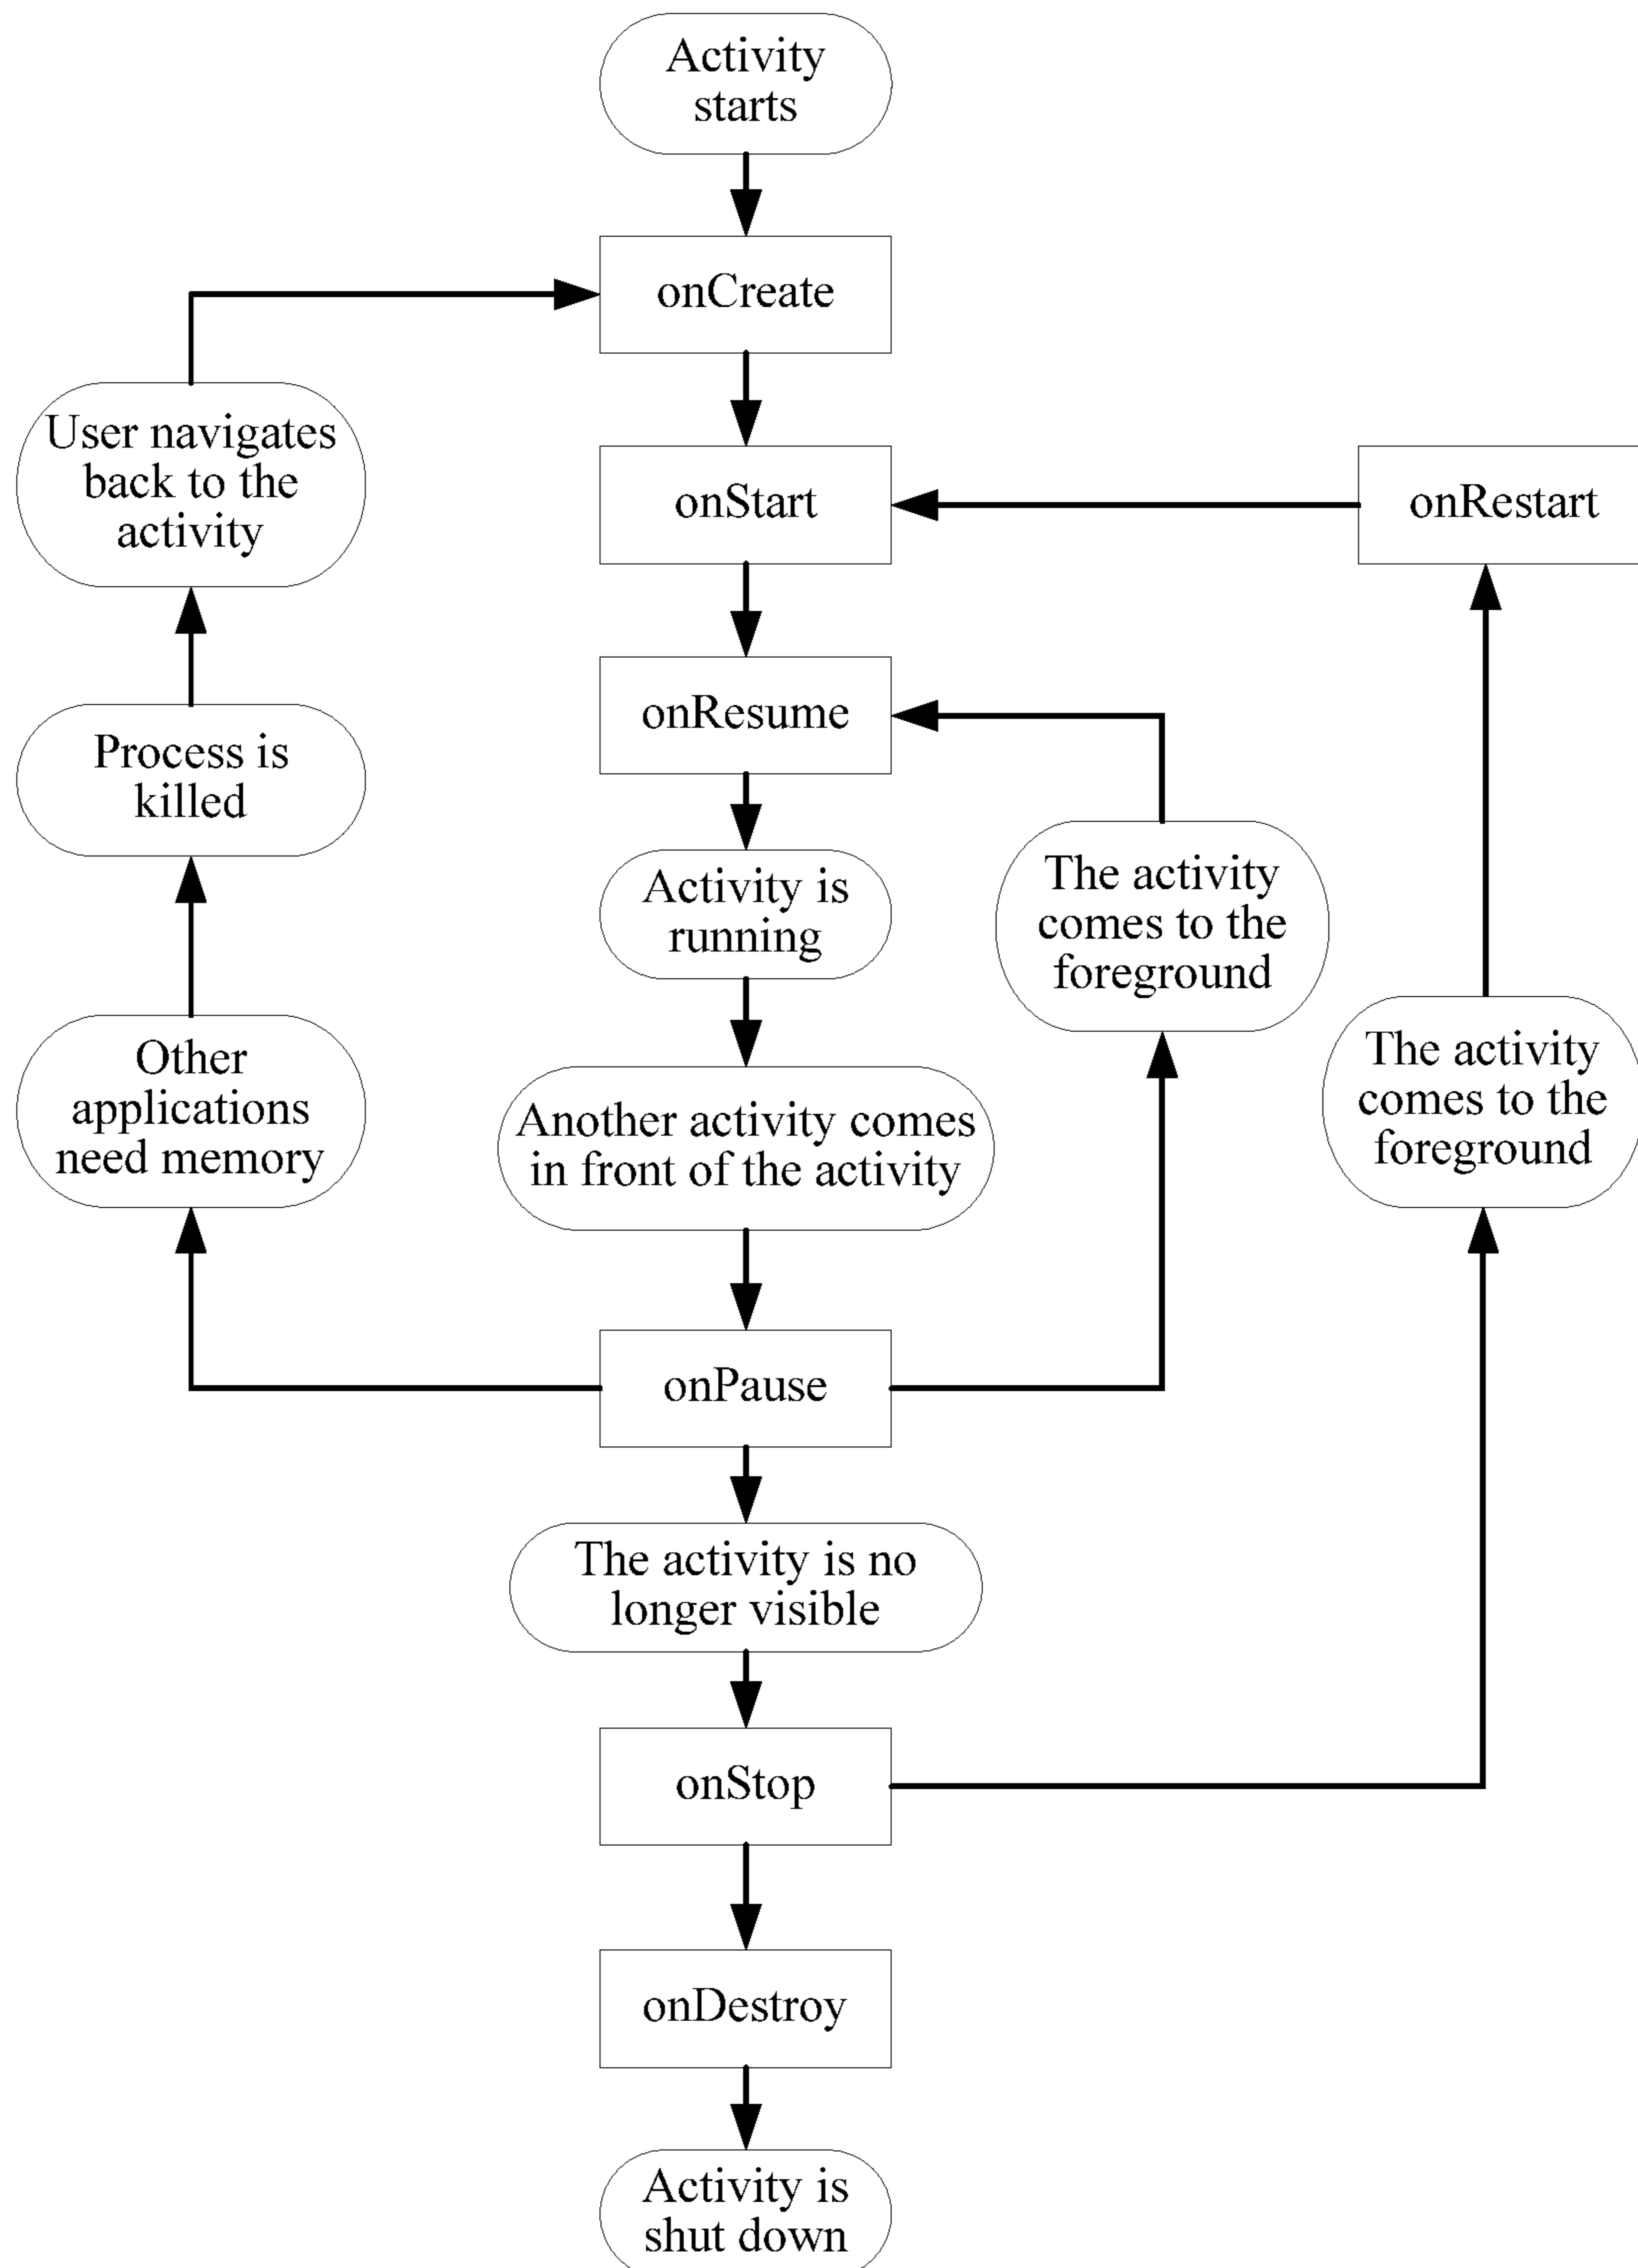 Activity
starts
onCreate
User navigates
back to the
activity
onStart
onRestart
onResume
Process is
killed
Activity is
running
The activity
comes to the
foreground
Other
applications
need memory
Another activity comes
in front of the activity
The activity
comes to the
foreground
onPause
The activity is no
longer visible
onStop
onDestroy
Activity is
shut down